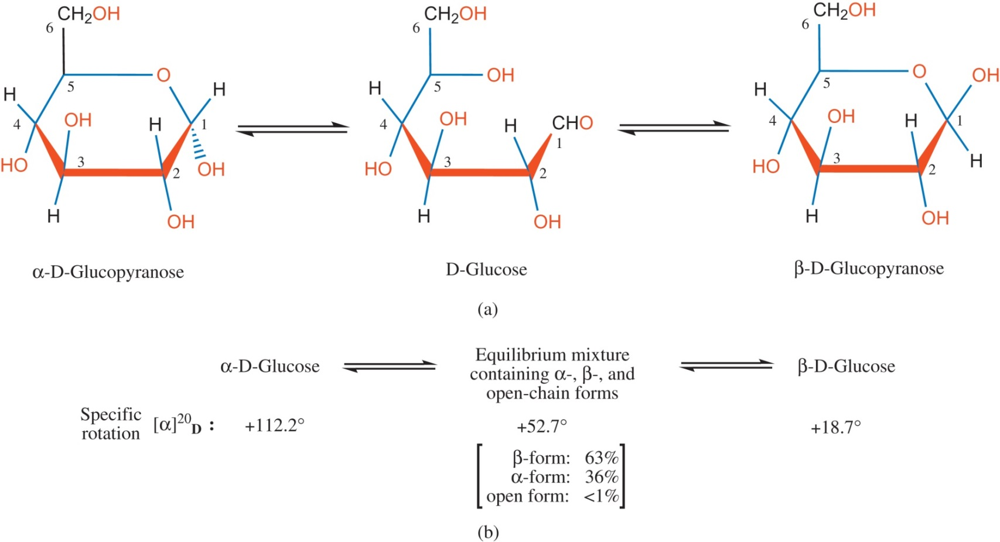 CH₂OH
6
O
5
H
H
4
OH
H
1
HO
3
2
OH
H
OH
α-D-Glucopyranose
CH₂OH
6
OH
5
H
4
OH
H
CHO
1
HO
3
2
H
OH
D-Glucose
CH₂OH
6
O
OH
5
H
4
OH
H
1
HO
3
2
H
H
OH
β-D-Glucopyranose
(a)
α-D-Glucose
Equilibrium mixture
containing α-, β-, and
open-chain forms
β-D-Glucose
Specific
rotation
[α]²⁰D :
+112.2°
+52.7°
+18.7°
β-form: 63%
α-form: 36%
open form: <1%
(b)